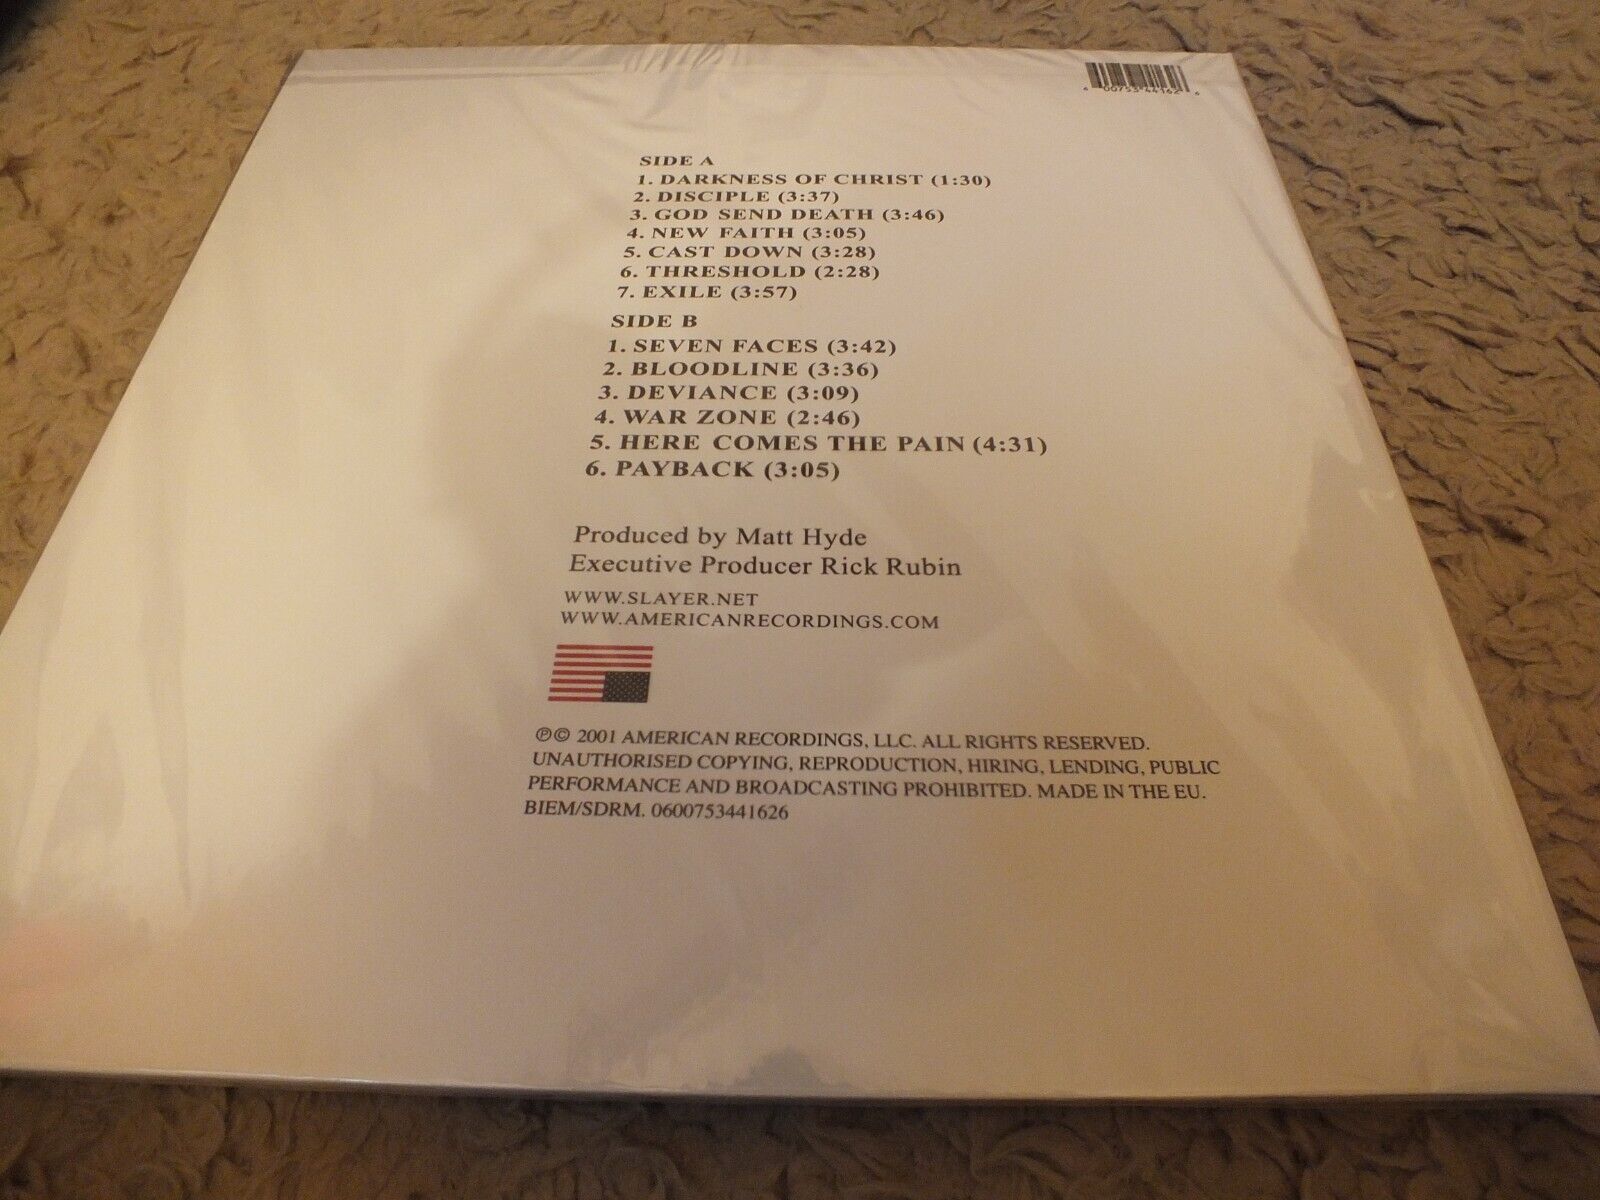 6 00753 44162 6
SIDE A
1. DARKNESS OF CHRIST (1:30)
2. DISCIPLE (3:37)
3. GOD SEND DEATH (3:46)
4. NEW FAITH (3:05)
5. CAST DOWN (3:28)
6. THRESHOLD (2:28)
7. EXILE (3:57)
SIDE B
1. SEVEN FACES (3:42)
2. BLOODLINE (3:36)
3. DEVIANCE (3:09)
4. WAR ZONE (2:46)
5. HERE COMES THE PAIN (4:31)
6. PAYBACK (3:05)
Produced by Matt Hyde
Executive Producer Rick Rubin
WWW.SLAYER.NET
WWW.AMERICANRECORDINGS.COM
℗© 2001 AMERICAN RECORDINGS, LLC. ALL RIGHTS RESERVED.
UNAUTHORISED COPYING, REPRODUCTION, HIRING, LENDING, PUBLIC
PERFORMANCE AND BROADCASTING PROHIBITED. MADE IN THE EU.
BIEM/SDRM. 0600753441626